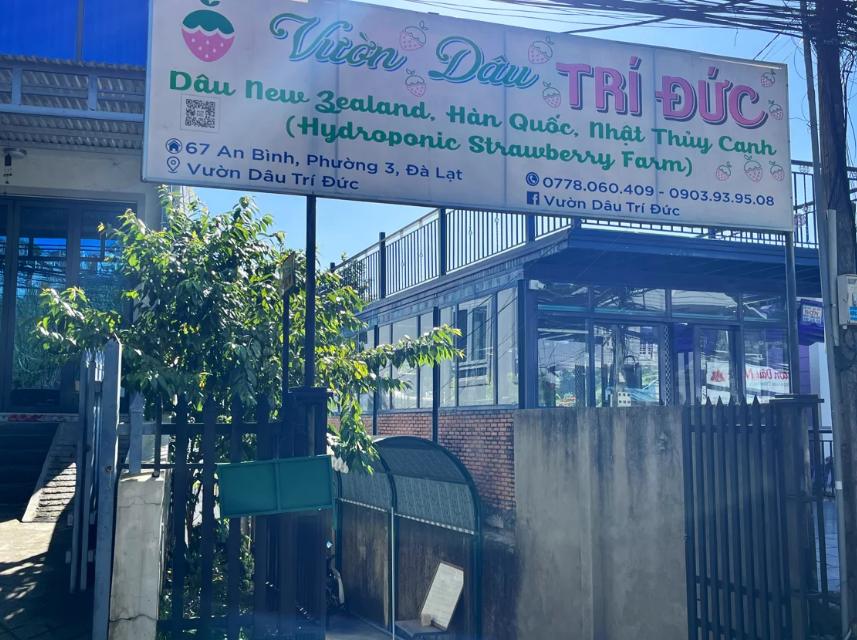 Vườn Dâu TRÍ ĐỨC
Dâu New Zealand, Hàn Quốc, Nhật Thủy Canh
(Hydroponic Strawberry Farm)
67 An Bình, Phường 3, Đà Lạt
Vườn Dâu Trí Đức
0778.060.409 - 0903.93.95.08
Vườn Dâu Trí Đức